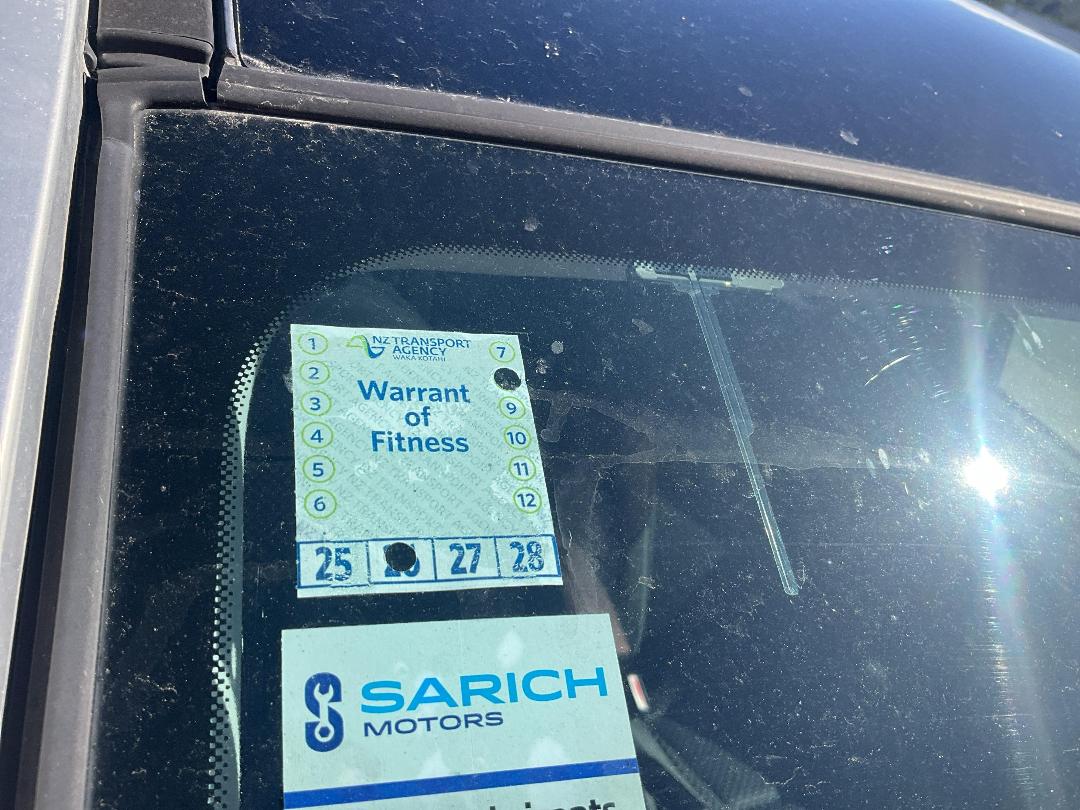 NZ TRANSPORT
AGENCY
WAKA KOTAHI
1
2
3
4
5
6
7
9
10
11
12
Warrant
of
Fitness
25 27 28
SARICH
MOTORS